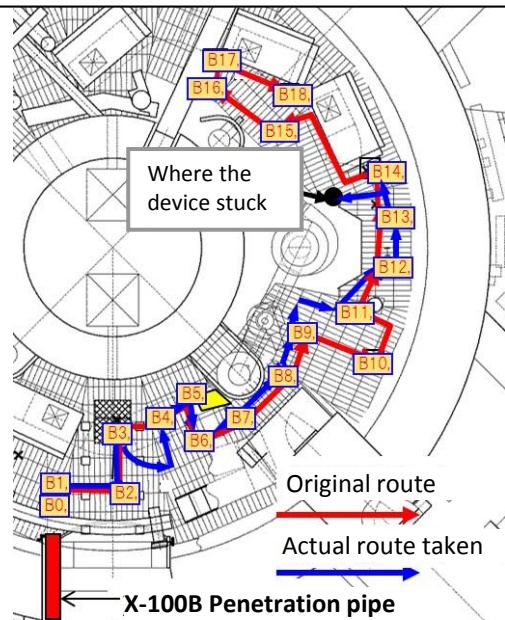 B17,
B16,
B18,
B15,
Where the
device stuck
B14,
B13,
B12,
B11,
B9,
B10,
B8,
B5,
B7,
B4,
B3,
B6,
B1,
B2,
B0,
Original route
Actual route taken
X-100B Penetration pipe